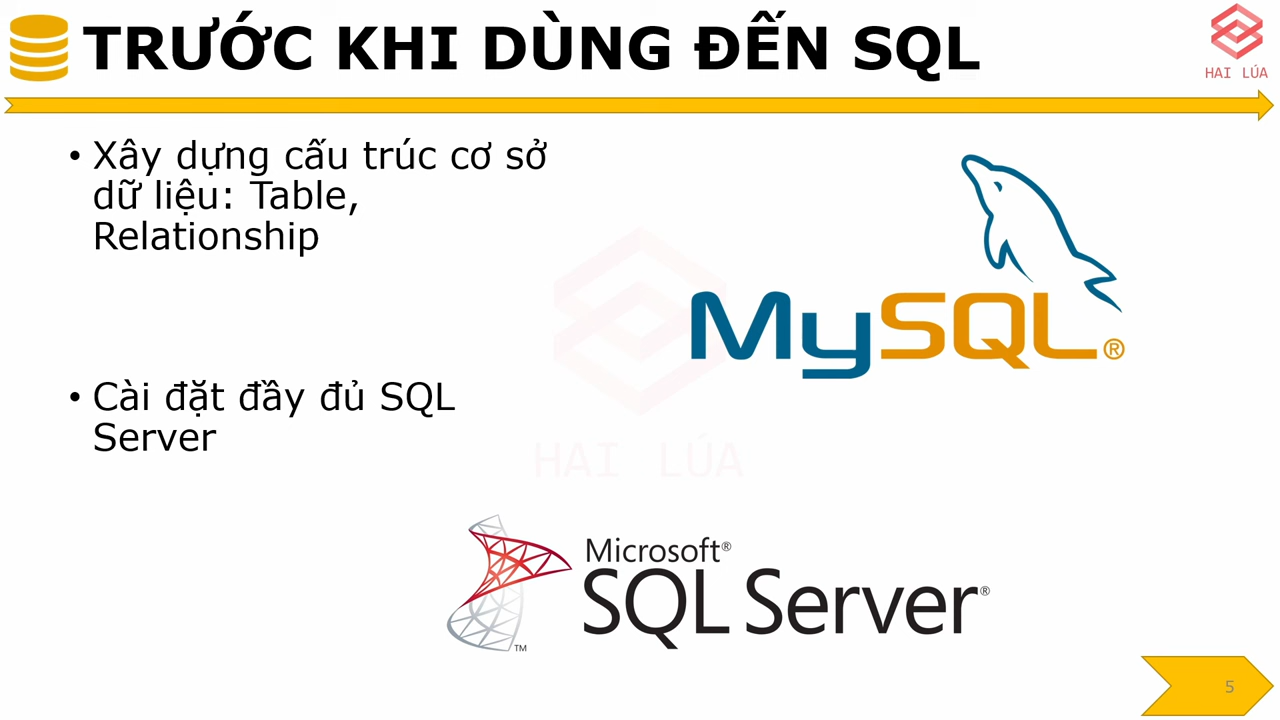 TRƯỚC KHI DÙNG ĐẾN SQL
HAI LÚA
• Xây dựng cấu trúc cơ sở
dữ liệu: Table,
Relationship
MySQL®
• Cài đặt đầy đủ SQL
Server
HAI LÚA
Microsoft®
SQL Server®
TM
5